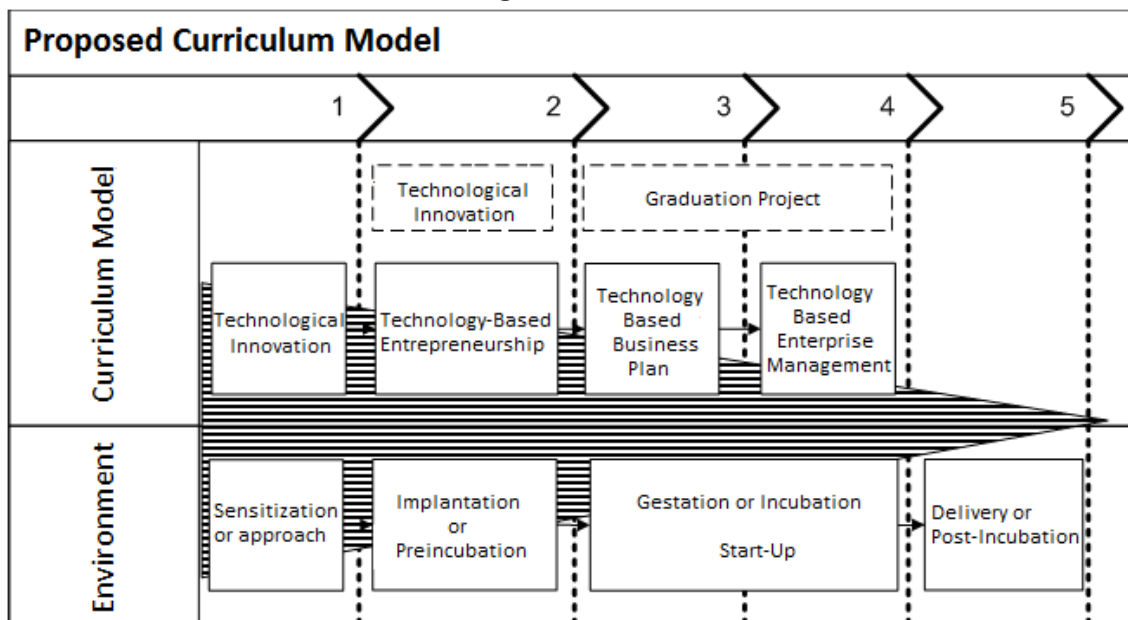 Proposed Curriculum Model
1
2
3
4
5
Curriculum Model
Technological
Innovation
Graduation Project
Technological
Innovation
Technology-Based
Entrepreneurship
Technology
Based
Business
Plan
Technology
Based
Enterprise
Management
Environment
Sensitization
or approach
Implantation
or
Preincubation
Gestation or Incubation
Start-Up
Delivery or
Post-Incubation